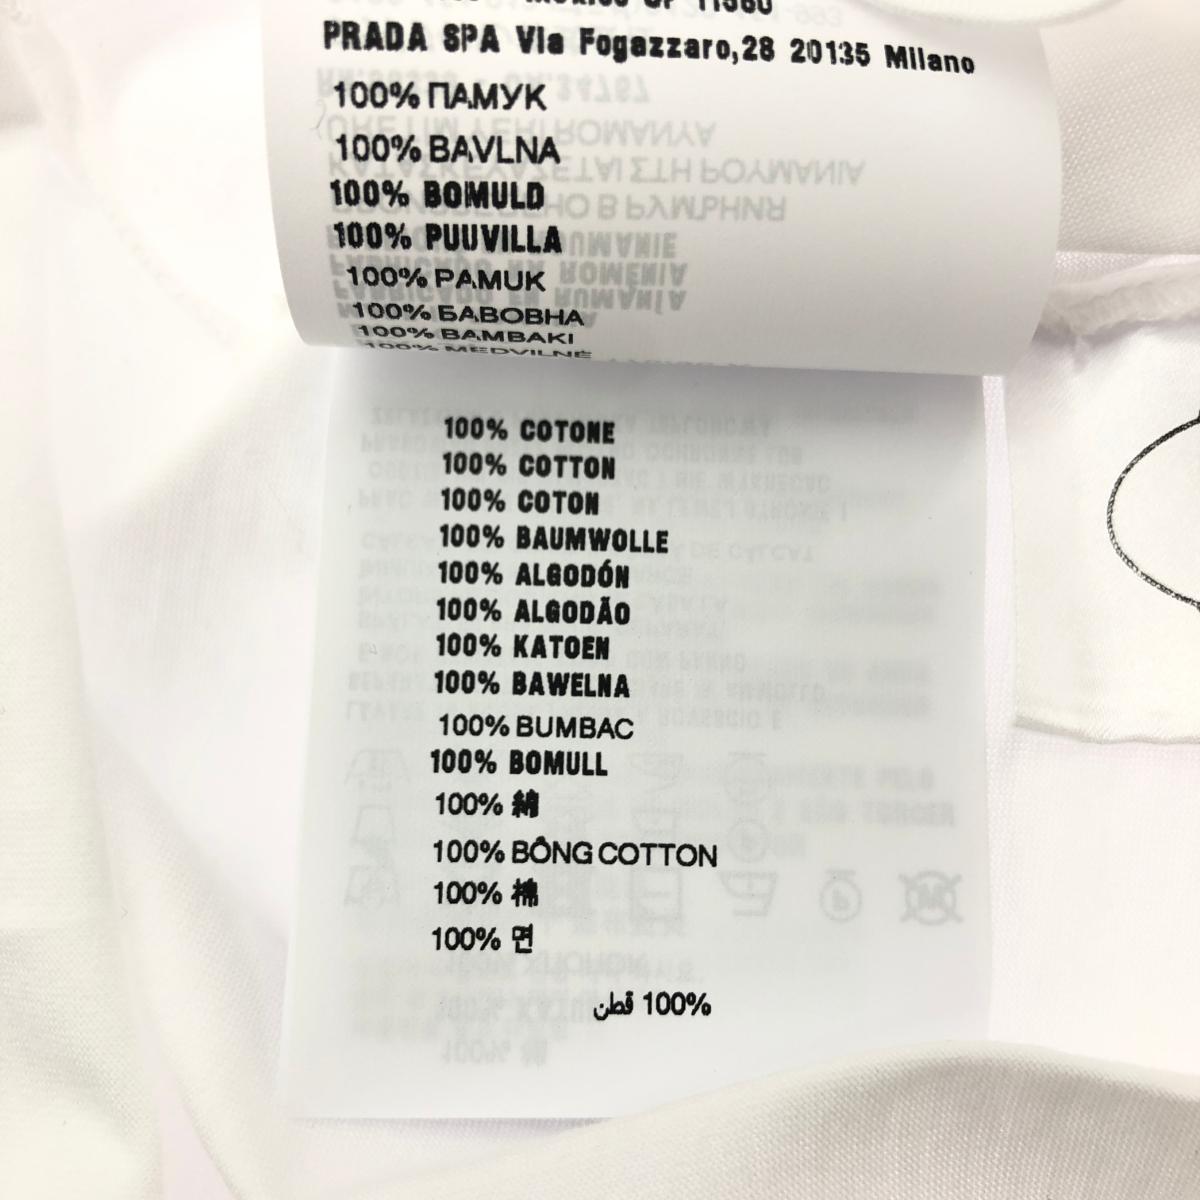 PRADA SPA Via Fogazzaro,28 20135 Milano
100% ПАМУК
100% BAVLNA
100% BOMULD
100% PUUVILLA
100% PAMUK
100% БАВОВНА
100% BAMBAKI
100% MEDVILNĖ
100% COTONE
100% COTTON
100% COTON
100% BAUMWOLLE
100% ALGODÓN
100% ALGODÃO
100% KATOEN
100% BAWELNA
100% BUMBAC
100% BOMULL
100% 綿
100% BÔNG COTTON
100% 棉
100% 면
100% قطن